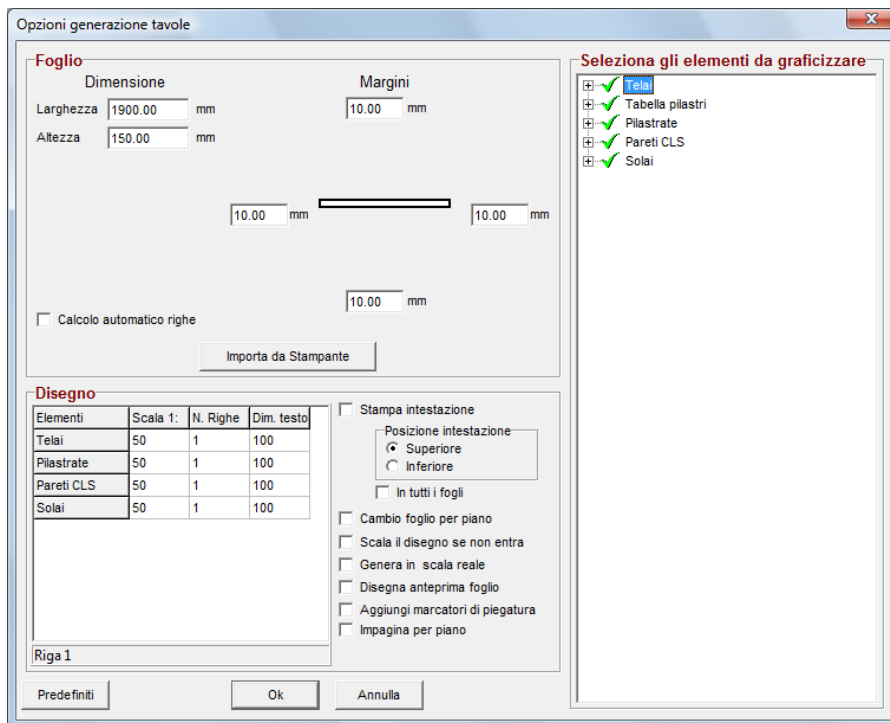 Opzioni generazione tavole
Foglio
Dimensione
Margini
Larghezza 1900.00 mm
10.00 mm
Altezza 150.00 mm
10.00 mm
10.00 mm
10.00 mm
Calcolo automatico righe
Importa da Stampante
Disegno
Elementi Scala 1: N. Righe Dim. testo
Telai 50 1 100
Pilastrate 50 1 100
Pareti CLS 50 1 100
Solai 50 1 100
Riga 1
Stampa intestazione
Posizione intestazione
Superiore
Inferiore
In tutti i fogli
Cambio foglio per piano
Scala il disegno se non entra
Genera in scala reale
Disegna anteprima foglio
Aggiungi marcatori di piegatura
Impagina per piano
Predefiniti
Ok
Annulla
Seleziona gli elementi da graficizzare
Telai
Tabella pilastri
Pilastrate
Pareti CLS
Solai